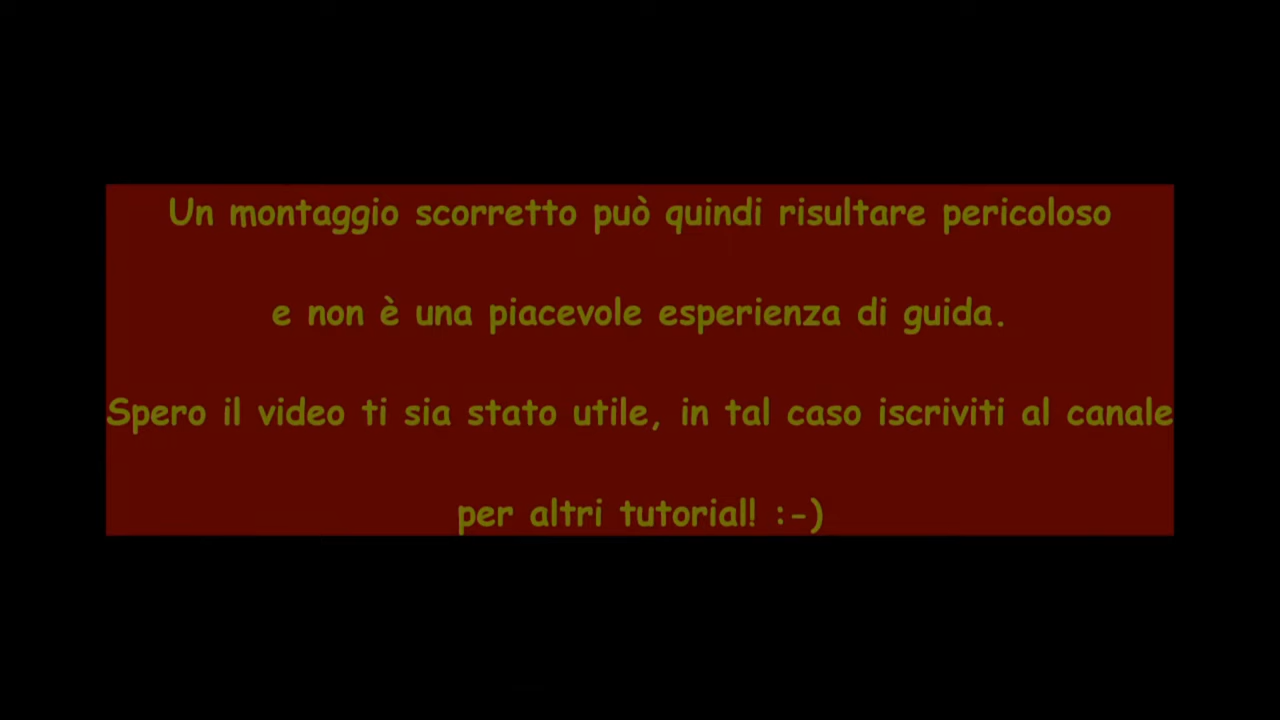 Un montaggio scorretto può quindi risultare pericoloso
e non è una piacevole esperienza di guida.
Spero il video ti sia stato utile, in tal caso iscriviti al canale
per altri tutorial! :-)